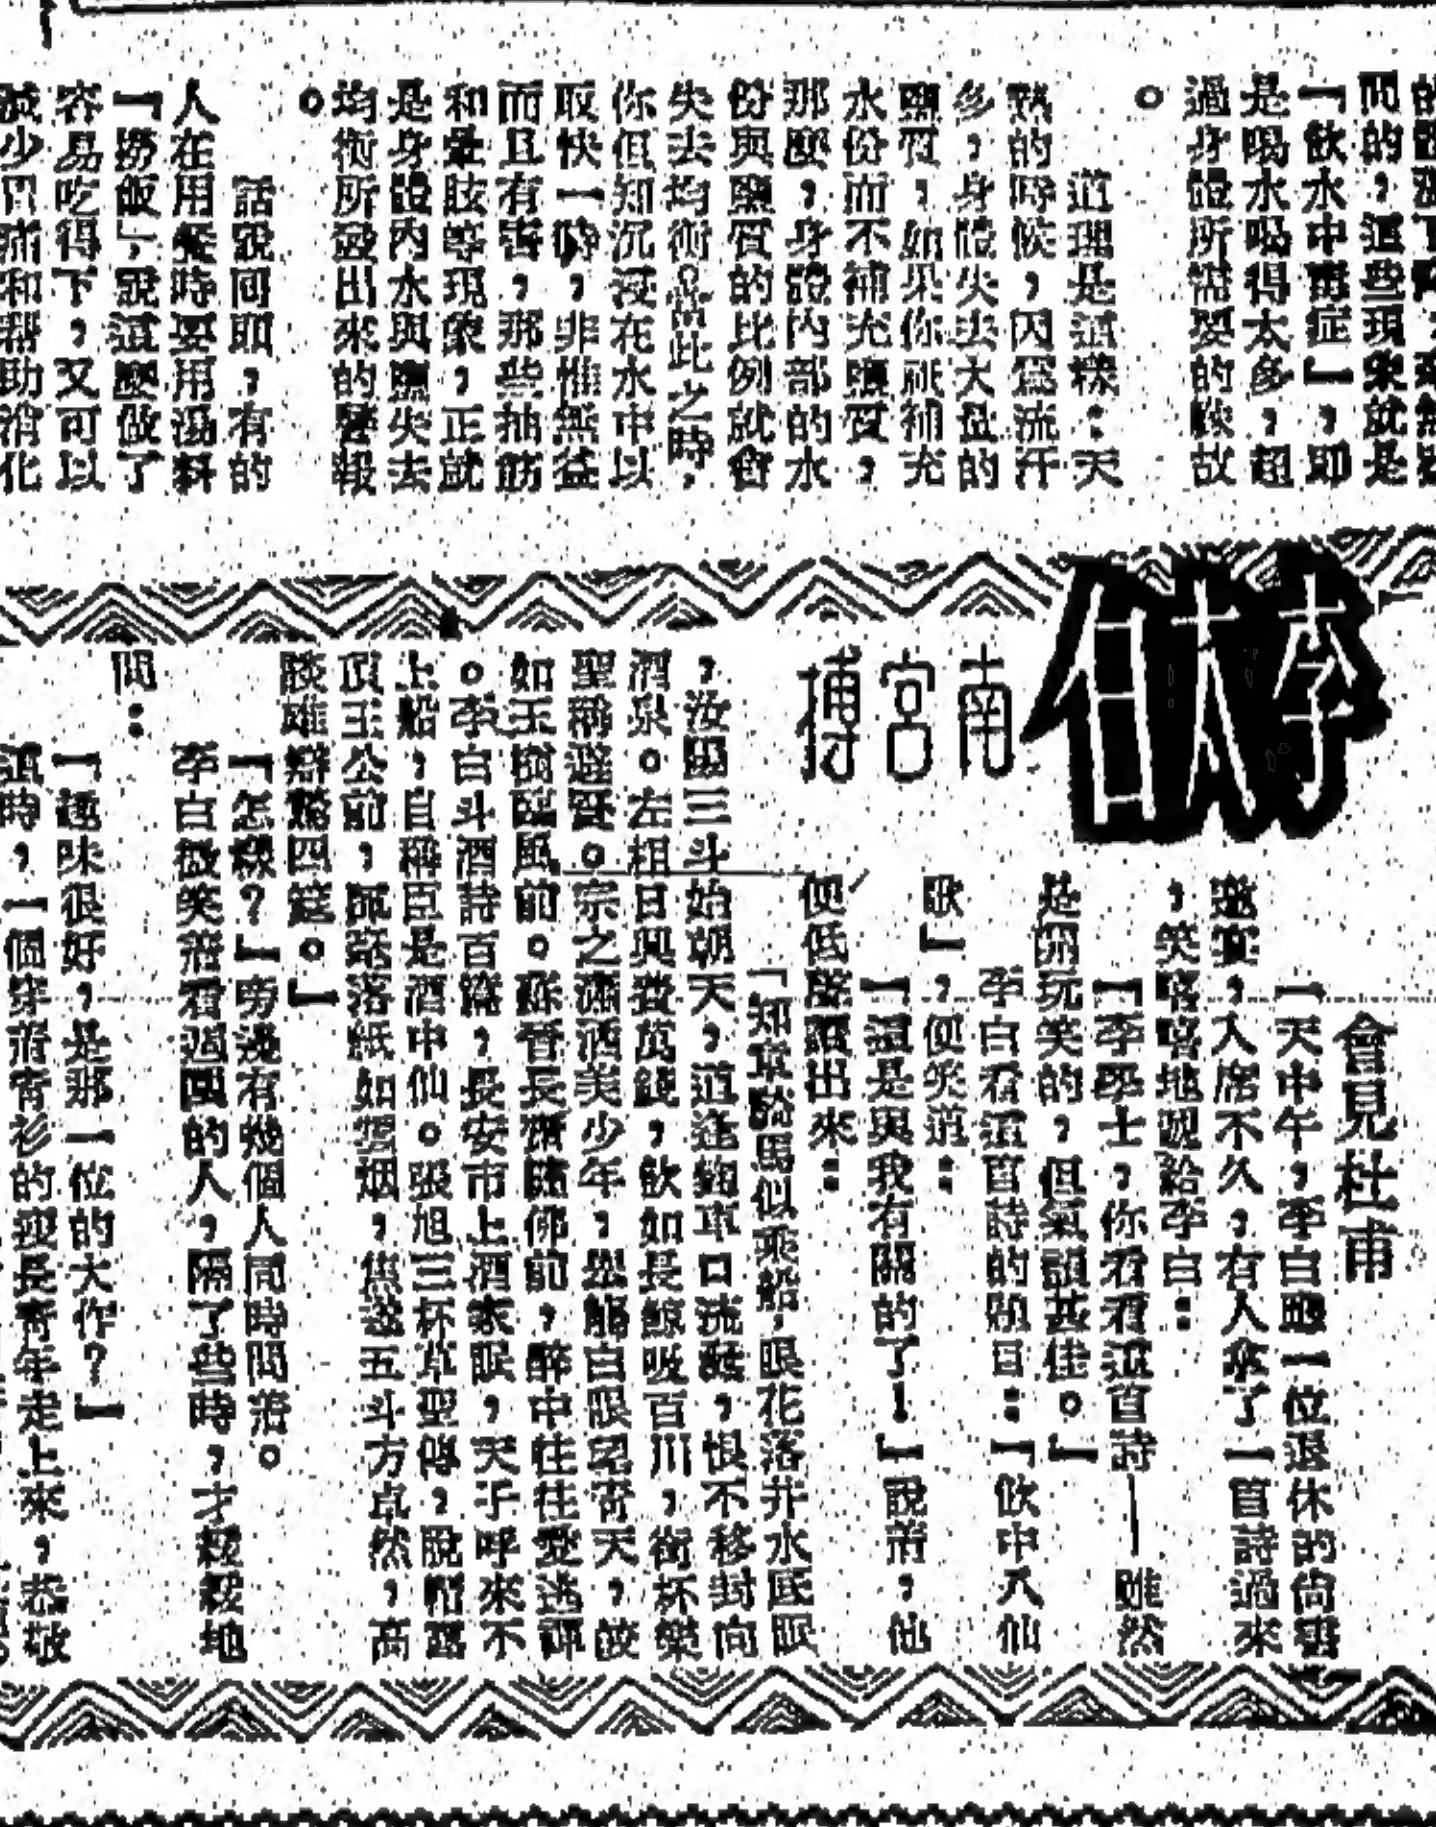 問的,這些現象就是
「飲水中毒症」,即
是喝水喝得太多,超
過身體所需要的緣故
。
道理是這樣:天
熱的時候,因為流汗
多,身體失去大量的
鹽質,如果你祇補充
水份而不補充鹽質,
那麼,身體內部的水
份與鹽質的比例就會
失去均衡。當此之時,
你但知沉浸在水中以
取快一時,非惟無益
而且有害,那些抽筋
和暈眩等現象,正就
是身體內水與鹽失去
均衡所發出來的警報
。
話說回頭,有的
人在用餐時要用湯料
「撈飯」,說這麼做了
容易吃得下,又可以
減少胃痛和幫助消化
李太白
南宮搏
會見杜甫
一天中午,李白應一位退休的尚書
邀宴,入席不久,有人拿了一首詩過來
,笑嘻嘻地說給李白:
「李學士,你看看這首詩——雖然
是開玩笑的,但氣韻甚佳。」
李白看這首詩的題目:「飲中八仙
歌」,便笑道:
「這是與我有關的了!」說着,他
便低聲讀出來:
「知章騎馬似乘船,眼花落井水底眠
,汝陽三斗始朝天,道逢麴車口流涎,恨不移封向
酒泉。左相日興費萬錢,飲如長鯨吸百川,銜杯樂
聖稱避賢。宗之瀟洒美少年,舉觴白眼望青天,皎
如玉樹臨風前。蘇晉長齋繡佛前,醉中往往愛逃禪
。李白斗酒詩百篇,長安市上酒家眠,天子呼來不
上船,自稱臣是酒中仙。張旭三杯草聖傳,脫帽露
頂王公前,揮毫落紙如雲烟,焦遂五斗方卓然,高
談雄辯驚四筵。」
「怎樣?」旁邊有幾個人同時問着。
李白微笑着看週圍的人,隔了些時,才緩緩地
問:
「趣味很好,是那一位的大作?」
這時,一個穿着青衫的瘦長青年走上來,恭敬